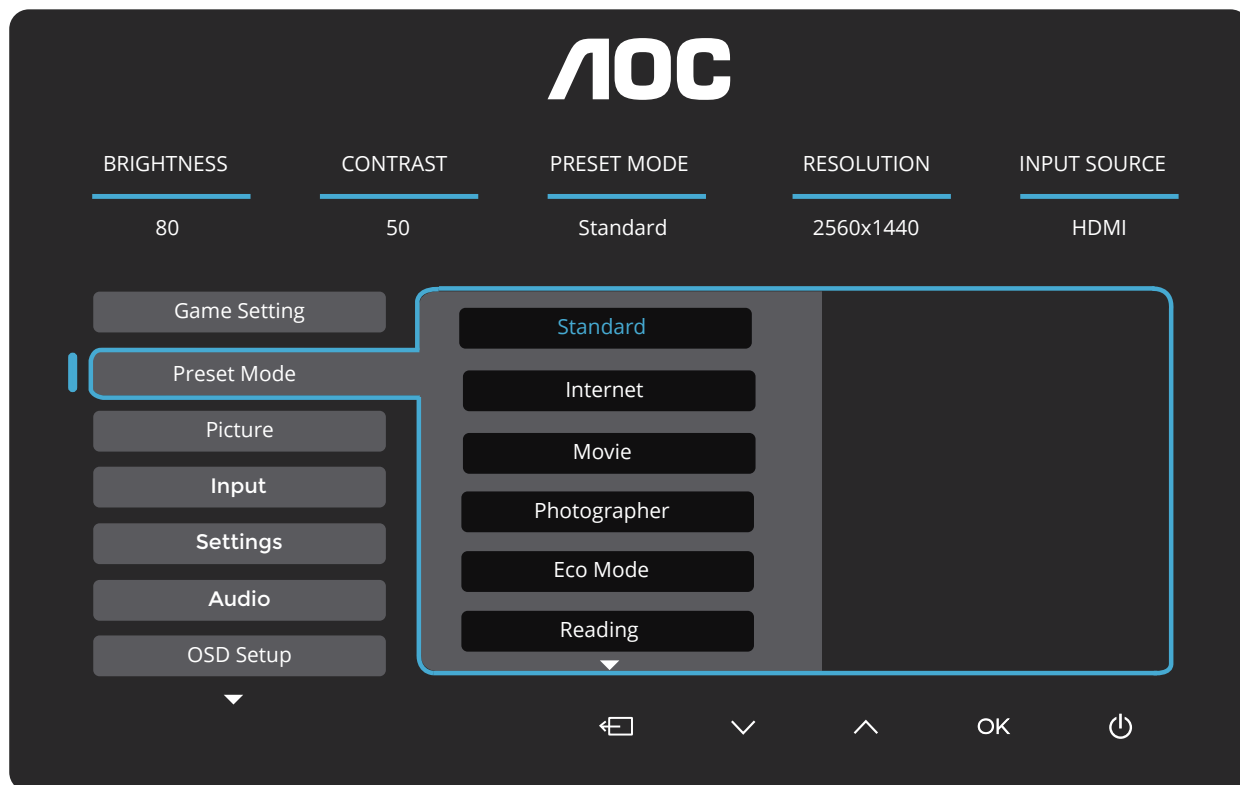 AOC
BRIGHTNESS CONTRAST PRESET MODE RESOLUTION INPUT SOURCE
80 50 Standard 2560x1440 HDMI
Game Setting
Preset Mode
Picture
Input
Settings
Audio
OSD Setup
Standard
Internet
Movie
Photographer
Eco Mode
Reading
OK